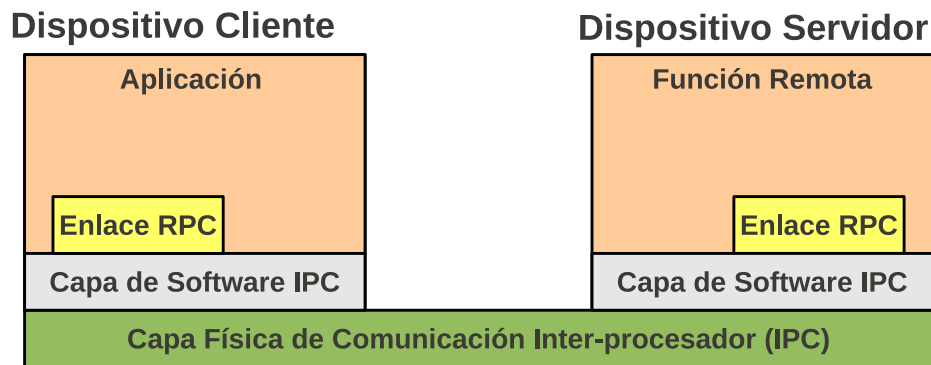 Dispositivo Cliente
Dispositivo Servidor
Aplicación
Función Remota
Enlace RPC
Enlace RPC
Capa de Software IPC
Capa de Software IPC
Capa Física de Comunicación Inter-procesador (IPC)